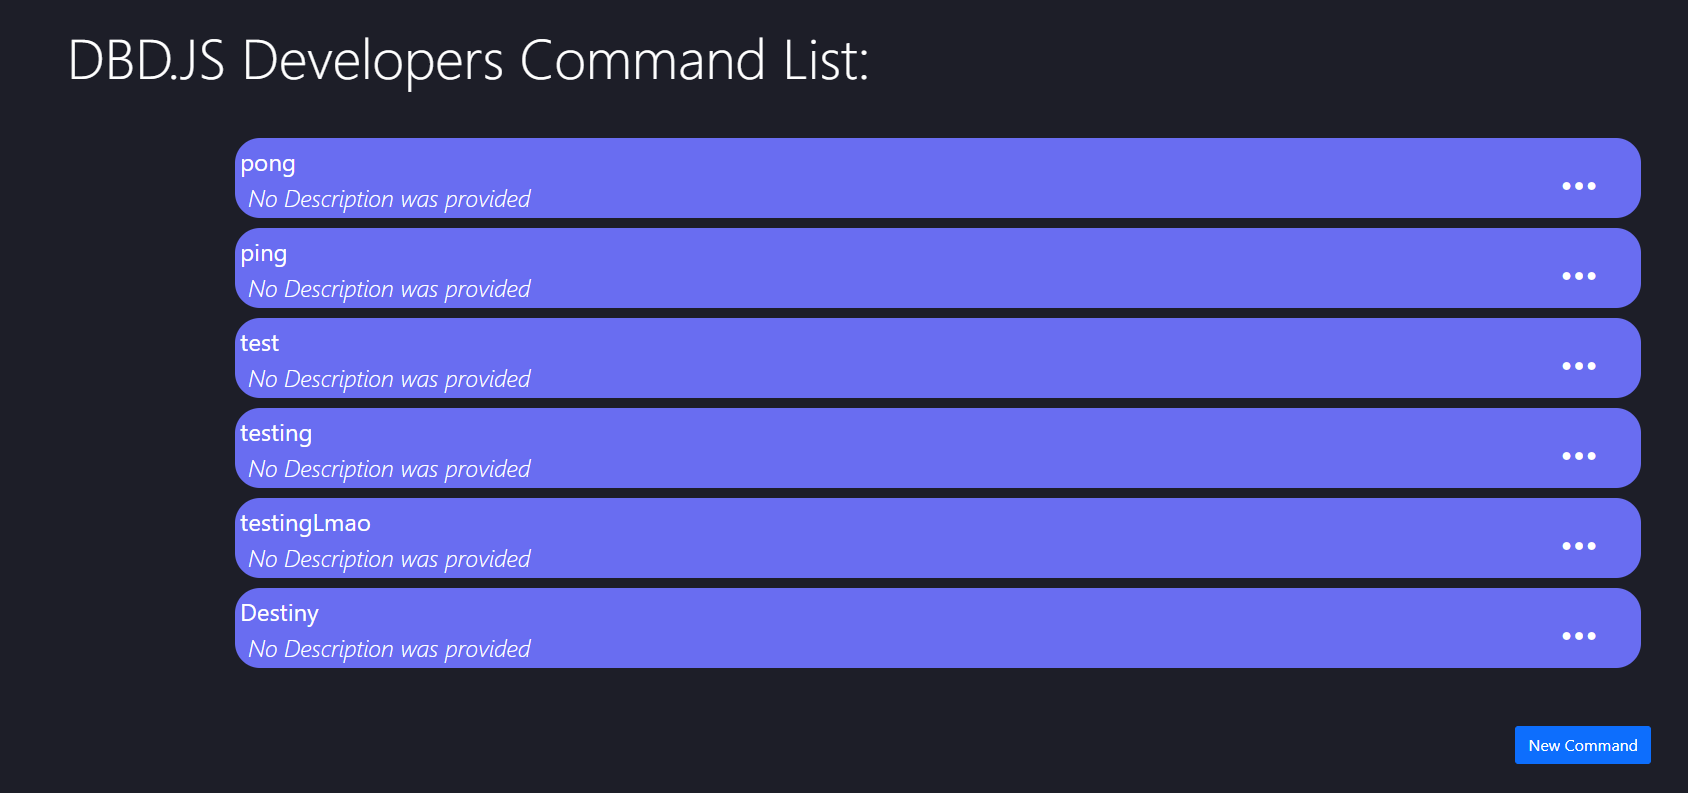 DBD.JS Developers Command List:
pong
No Description was provided
ping
No Description was provided
test
No Description was provided
testing
No Description was provided
testingLmao
No Description was provided
Destiny
No Description was provided
New Command